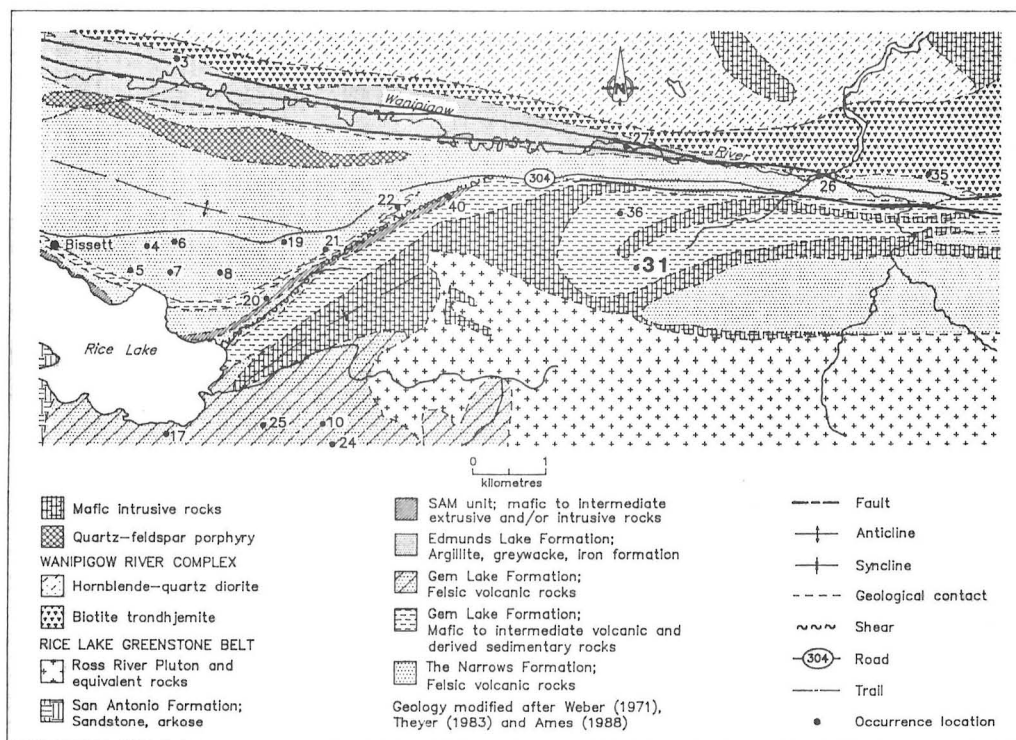 3
Wanipigow
N
27
River
26
35
304
22
40
36
Bissett
4
6
19
21
5
7
8
31
20
Rice Lake
17
25
10
24
0 1
kilometres
Mafic intrusive rocks
Quartz-feldspar porphyry
WANIPIGOW RIVER COMPLEX
Hornblende-quartz diorite
Biotite trondhjemite
RICE LAKE GREENSTONE BELT
Ross River Pluton and
equivalent rocks
San Antonio Formation;
Sandstone, arkose
SAM unit; mafic to intermediate
extrusive and/or intrusive rocks
Edmunds Lake Formation;
Argillite, greywacke, iron formation
Gem Lake Formation;
Felsic volcanic rocks
Gem Lake Formation;
Mafic to intermediate volcanic and
derived sedimentary rocks
The Narrows Formation;
Felsic volcanic rocks
Geology modified after Weber (1971),
Theyer (1983) and Ames (1988)
Fault
Anticline
Syncline
Geological contact
Shear
304 Road
Trail
Occurrence location